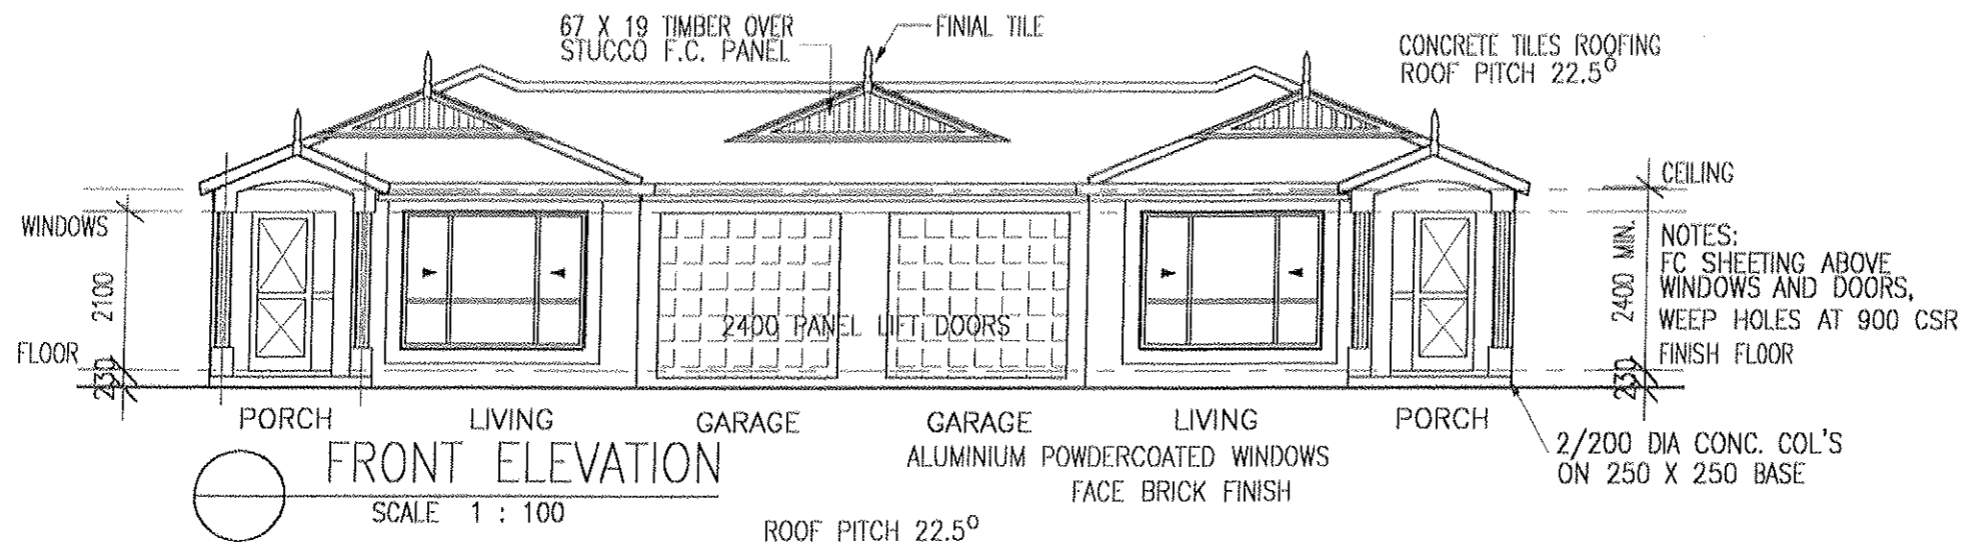 67 X 19 TIMBER OVER
STUCCO F.C. PANEL
FINIAL TILE
CONCRETE TILES ROOFING
ROOF PITCH 22.5°
CEILING
WINDOWS
2100
FLOOR
230
2400 PANEL LIFT DOORS
2400 MIN.
230
NOTES:
FC SHEETING ABOVE
WINDOWS AND DOORS,
WEEP HOLES AT 900 CSR
FINISH FLOOR
PORCH
LIVING
GARAGE
GARAGE
LIVING
PORCH
FRONT ELEVATION
SCALE 1 : 100
ALUMINIUM POWDERCOATED WINDOWS
FACE BRICK FINISH
2/200 DIA CONC. COL'S
ON 250 X 250 BASE
ROOF PITCH 22.5°